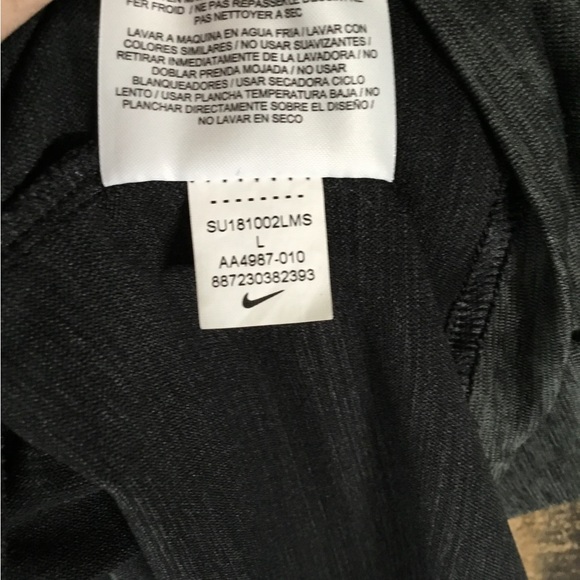 FER FROID / NE PAS REPASSER LE DESSIN /
PAS NETTOYER A SEC
LAVAR A MAQUINA EN AGUA FRIA / LAVAR CON
COLORES SIMILARES / NO USAR SUAVIZANTES /
RETIRAR INMEDIATAMENTE DE LA LAVADORA / NO
DOBLAR PRENDA MOJADA / NO USAR
BLANQUEADORES / USAR SECADORA CICLO
LENTO / USAR PLANCHA TEMPERATURA BAJA / NO
PLANCHAR DIRECTAMENTE SOBRE EL DISEÑO /
NO LAVAR EN SECO
SU181002LMS
L
AA4987-010
887230382393